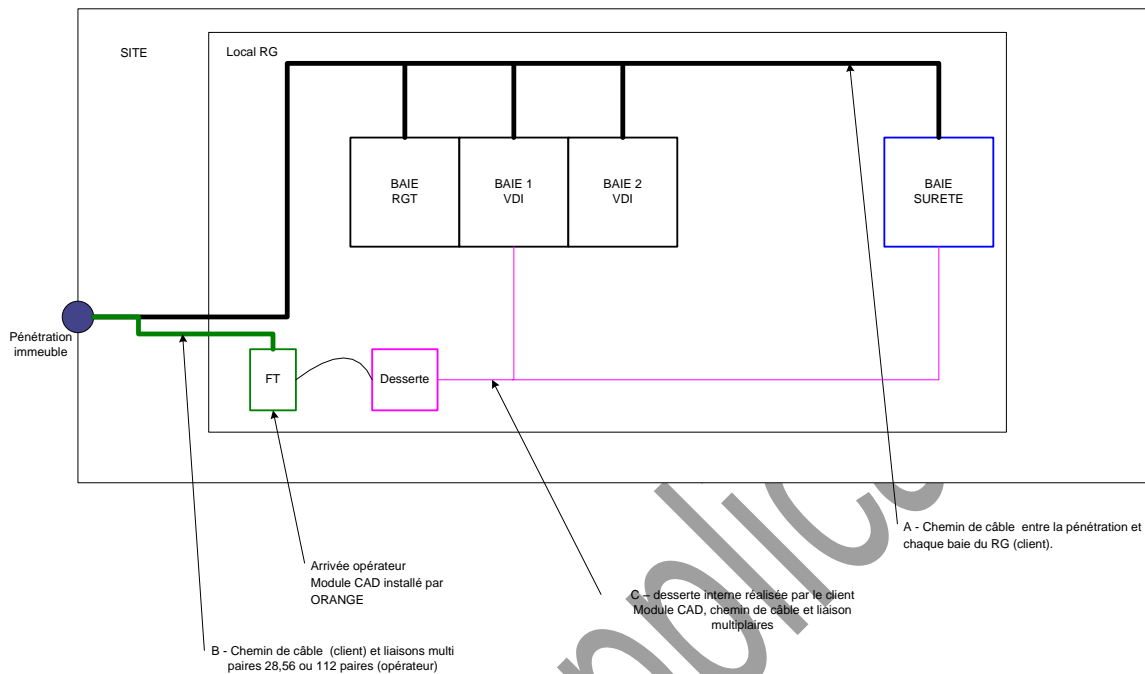 SITE
Local RG
BAIE
RGT
BAIE 1
VDI
BAIE 2
VDI
BAIE
SURETE
Pénétration
immeuble
FT
Desserte
A - Chemin de câble entre la pénétration et
chaque baie du RG (client).
Arrivée opérateur
Module CAD installé par
ORANGE
C – desserte interne réalisée par le client
Module CAD, chemin de câble et liaison
multiplaires
B - Chemin de câble (client) et liaisons multi
paires 28,56 ou 112 paires (opérateur)